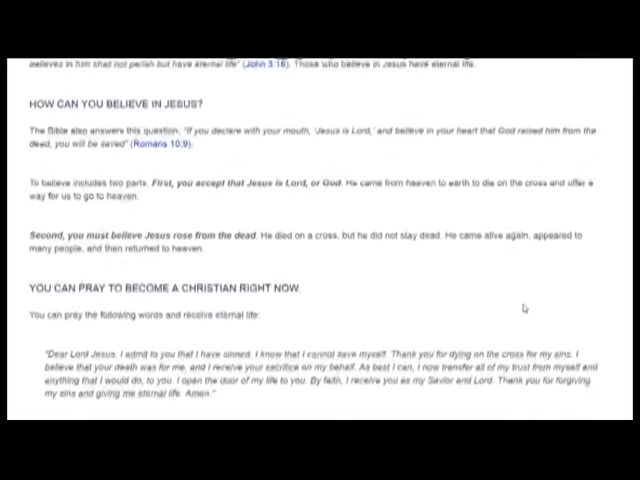 believes in him shall not perish but have eternal life" (John 3:16). Those who believe in Jesus have eternal life.
HOW CAN YOU BELIEVE IN JESUS?
The Bible also answers this question: "If you declare with your mouth, 'Jesus is Lord,' and believe in your heart that God raised him from the
dead, you will be saved" (Romans 10:9).
To believe includes two parts. First, you accept that Jesus is Lord, or God. He came from heaven to earth to die on the cross and offer a
way for us to go to heaven.
Second, you must believe Jesus rose from the dead. He died on a cross, but he did not stay dead. He came alive again, appeared to
many people, and then returned to heaven.
YOU CAN PRAY TO BECOME A CHRISTIAN RIGHT NOW.
You can pray the following words and receive eternal life:
"Dear Lord Jesus, I admit to you that I have sinned. I know that I cannot save myself. Thank you for dying on the cross for my sins. I
believe that your death was for me, and I receive your sacrifice on my behalf. As best I can, I now transfer all of my trust from myself and
anything that I would do, to you. I open the door of my life to you. By faith, I receive you as my Savior and Lord. Thank you for forgiving
my sins and giving me eternal life. Amen."